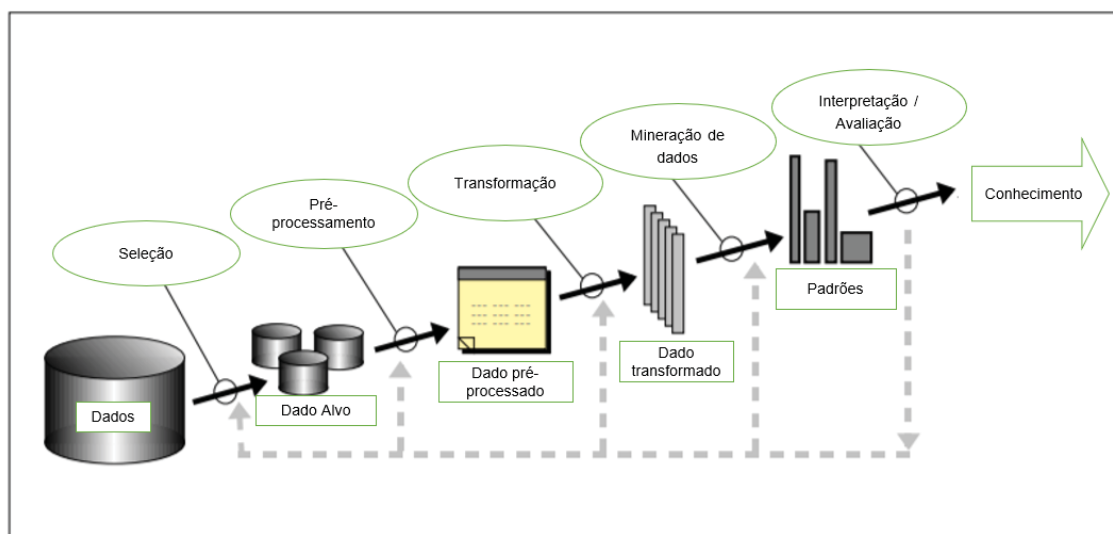 Seleção
Pré-
processamento
Transformação
Mineração de
dados
Interpretação /
Avaliação
Dados
Dado Alvo
Dado pré-
processado
Dado
transformado
Padrões
Conhecimento